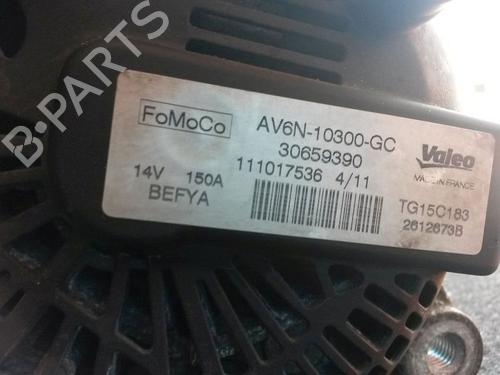 FoMoCo
AV6N-10300-GC
30659390
14V 150A
111017536 4/11
BEFYA
Valeo
MADE IN FRANCE
TG15C183
2612673B
B-PARTS